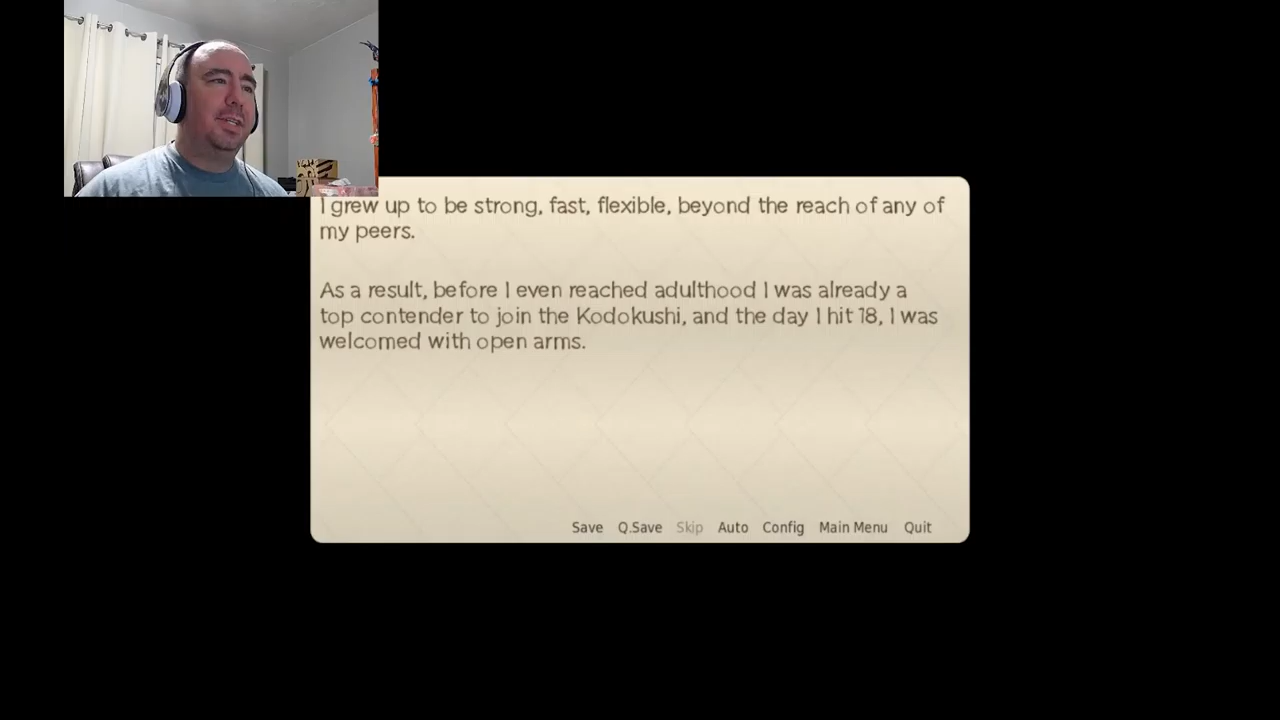 I grew up to be strong, fast, flexible, beyond the reach of any of
my peers.
As a result, before I even reached adulthood I was already a
top contender to join the Kodokushi, and the day I hit 18, I was
welcomed with open arms.
Save Q.Save Skip Auto Config Main Menu Quit